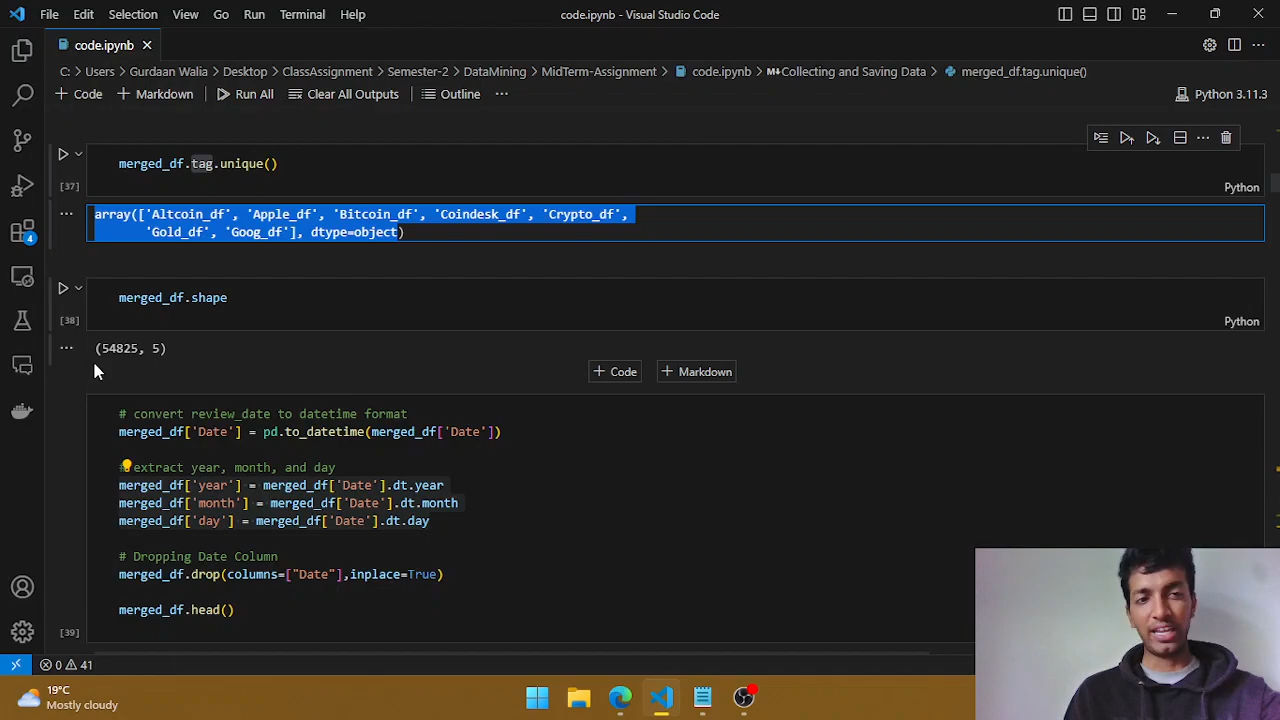 File Edit Selection View Go Run Terminal Help code.ipynb - Visual Studio Code
code.ipynb
C: > Users > Gurdaan Walia > Desktop > ClassAssignment > Semester-2 > DataMining > MidTerm-Assignment > code.ipynb > Collecting and Saving Data > merged_df.tag.unique()
+ Code + Markdown Run All Clear All Outputs Outline ... Python 3.11.3
merged_df.tag.unique()
[37]
Python
array(['Altcoin_df', 'Apple_df', 'Bitcoin_df', 'Coindesk_df', 'Crypto_df',
'Gold_df', 'Goog_df'], dtype=object)
merged_df.shape
[38]
Python
(54825, 5)
+ Code + Markdown
# convert review_date to datetime format
merged_df['Date'] = pd.to_datetime(merged_df['Date'])
# extract year, month, and day
merged_df['year'] = merged_df['Date'].dt.year
merged_df['month'] = merged_df['Date'].dt.month
merged_df['day'] = merged_df['Date'].dt.day
# Dropping Date Column
merged_df.drop(columns=["Date"],inplace=True)
merged_df.head()
[39]
4
0 41
19°C
Mostly cloudy